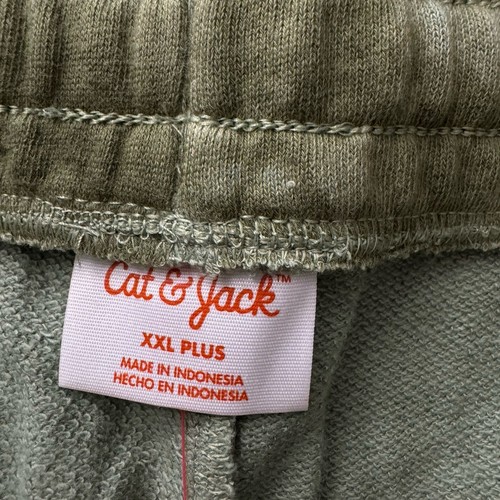 Cat & Jack™
XXL PLUS
MADE IN INDONESIA
HECHO EN INDONESIA